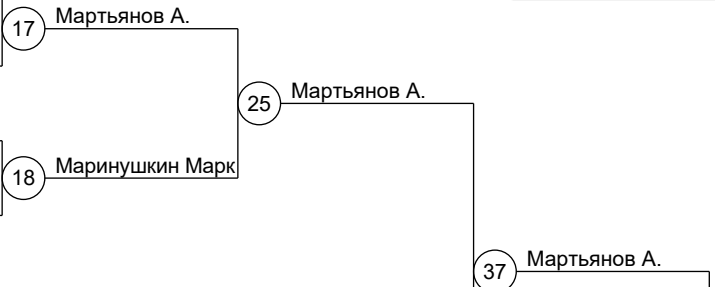 17 Мартьянов А.
25 Мартьянов А.
18 Маринушкин Марк
37 Мартьянов А.